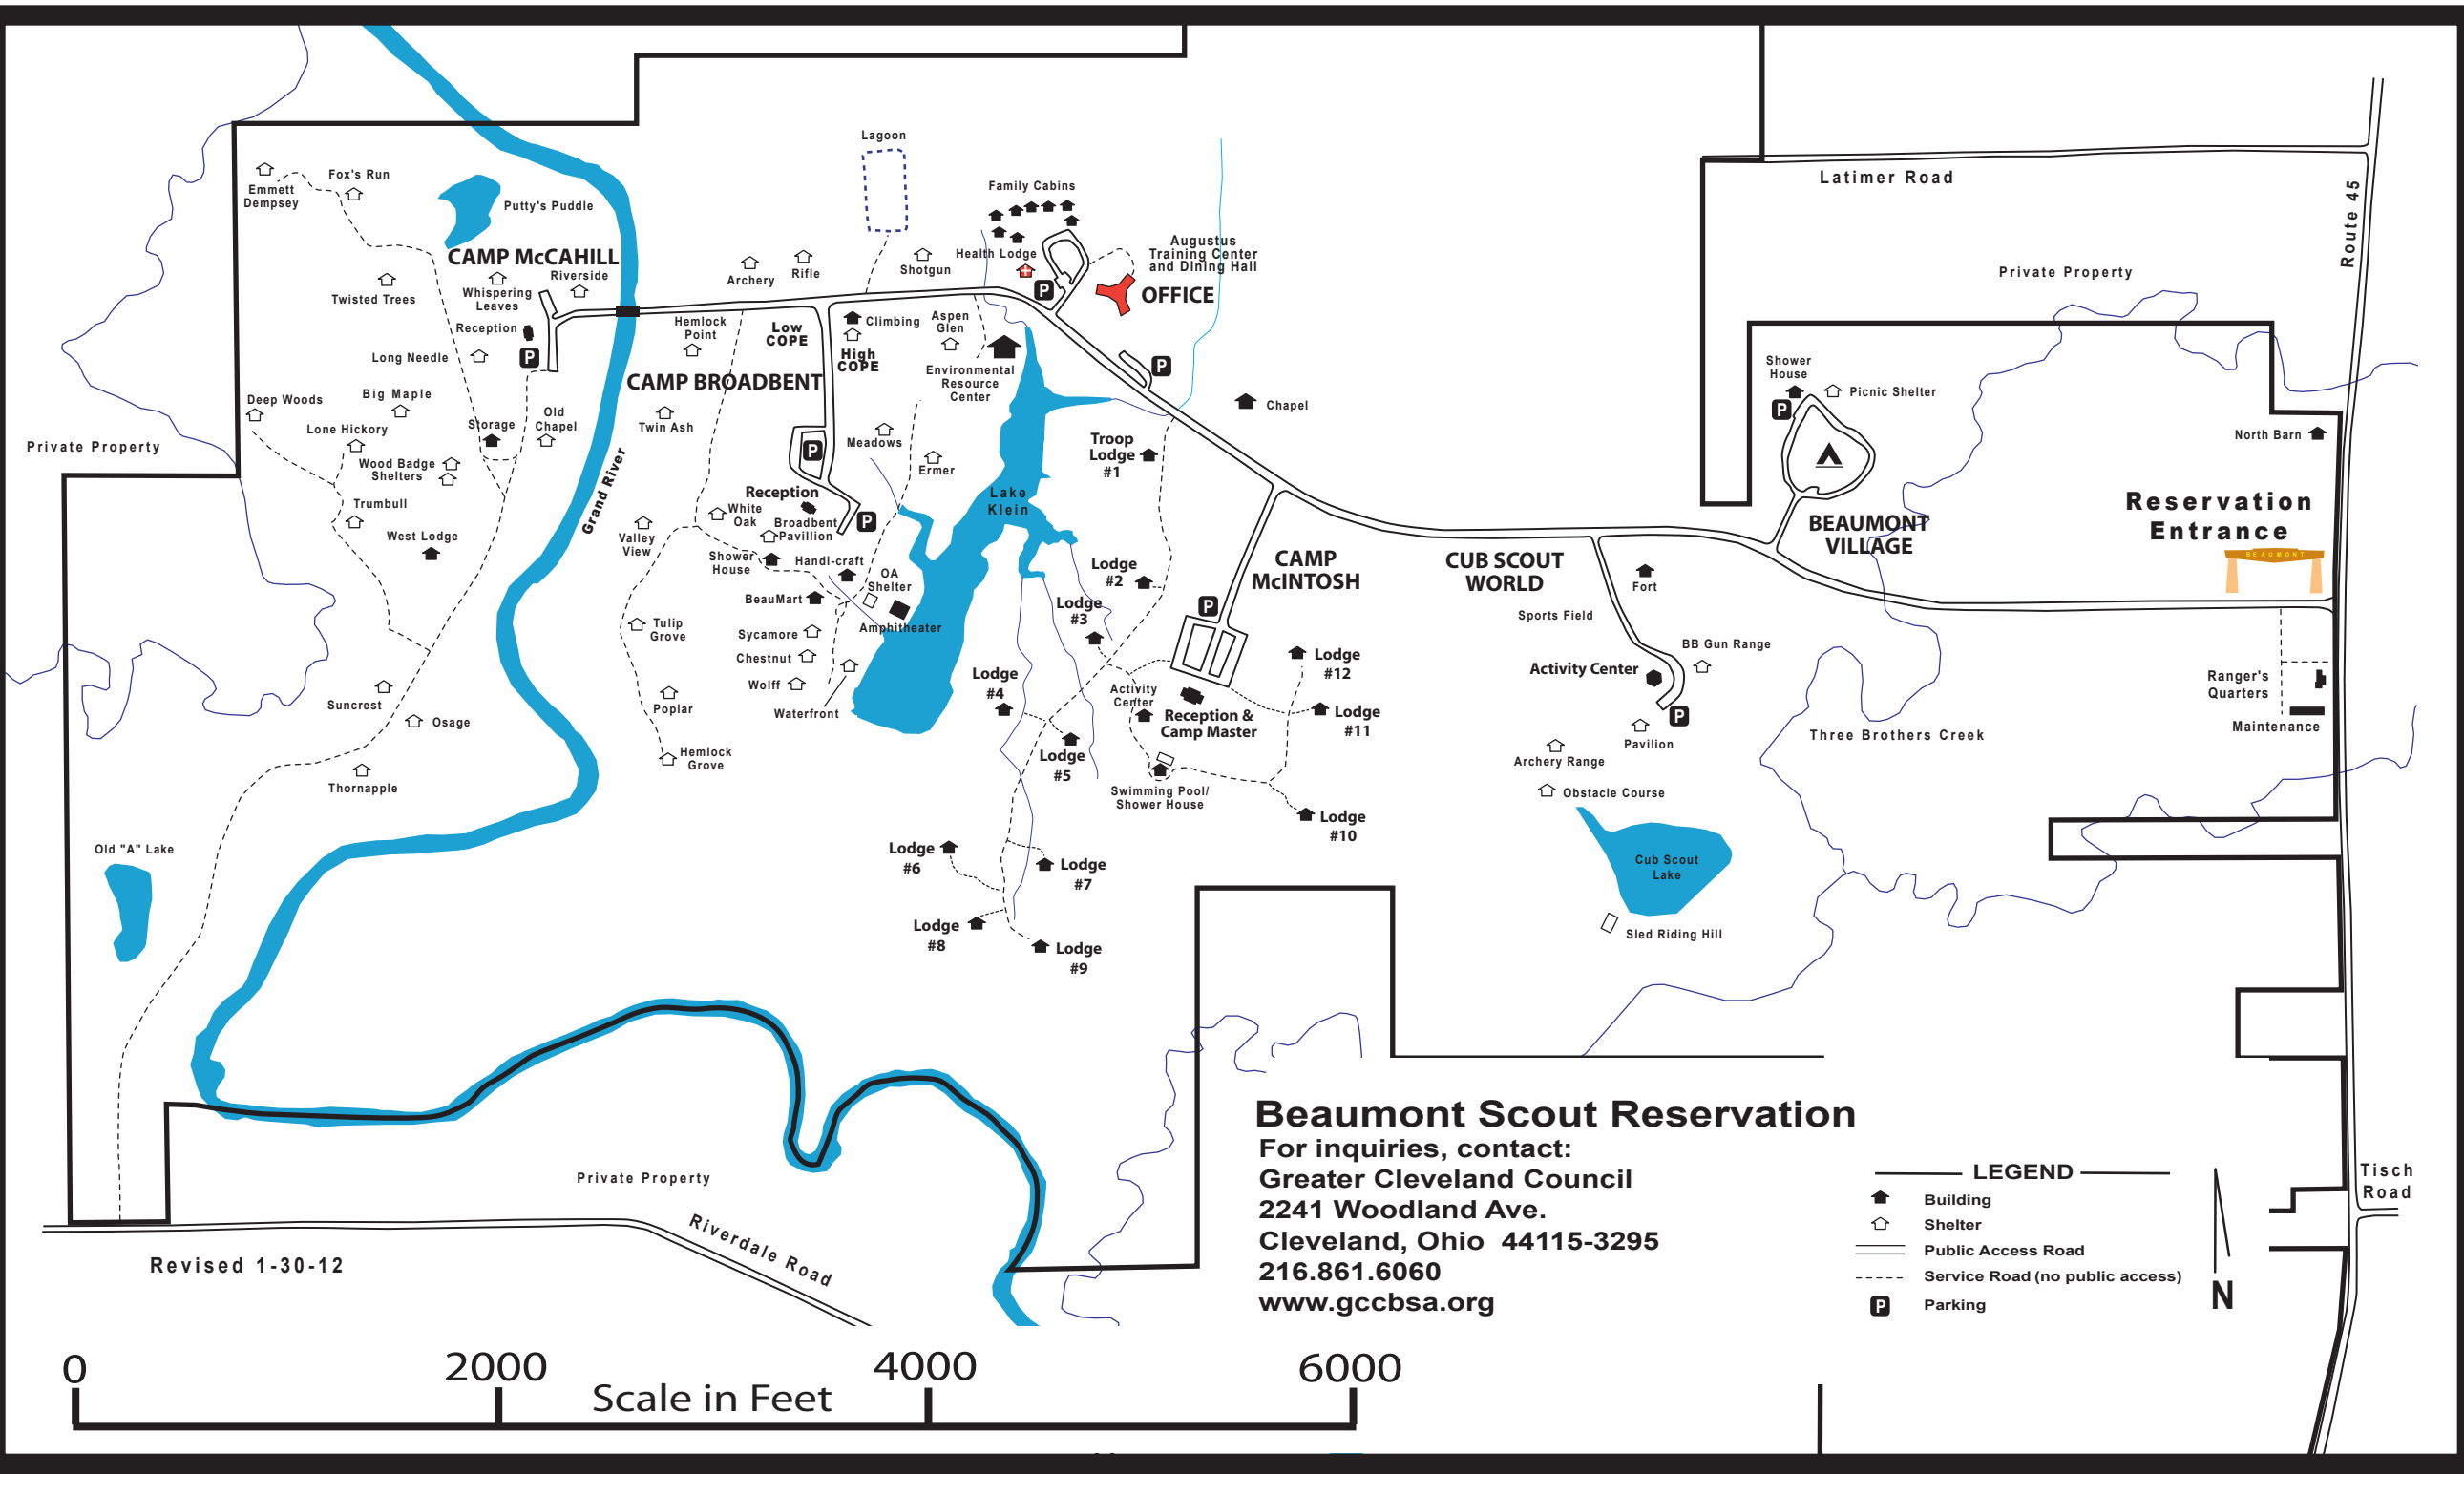 Lagoon
Latimer Road
Route 45
Emmett
Dempsey
Fox's Run
Putty's Puddle
Family Cabins
Health Lodge
Augustus
Training Center
and Dining Hall
OFFICE
Private Property
CAMP McCAHILL
Riverside
Whispering
Leaves
Twisted Trees
Reception
P
Long Needle
Archery
Rifle
Shotgun
P
Hemlock
Point
Low
COPE
Climbing
High
COPE
Aspen
Glen
Environmental
Resource
Center
P
Chapel
CAMP BROADBENT
Shower
House
P
Picnic Shelter
North Barn
Deep Woods
Big Maple
Lone Hickory
Storage
Old
Chapel
Private Property
Wood Badge
Shelters
Trumbull
West Lodge
Grand River
Twin Ash
P
Meadows
Ermer
Lake
Klein
Troop
Lodge
#1
Reception
White
Oak
Broadbent
Pavillion
P
Valley
View
Shower
House
Handi-craft
OA
Shelter
BeauMart
Amphitheater
Lodge
#2
Lodge
#3
CAMP
McINTOSH
P
CUB SCOUT
WORLD
BEAUMONT
VILLAGE
Reservation
Entrance
BEAUMONT
Fort
Sports Field
BB Gun Range
Activity Center
P
Pavilion
Archery Range
Obstacle Course
Cub Scout
Lake
Sled Riding Hill
Three Brothers Creek
Ranger's
Quarters
Maintenance
Tulip
Grove
Sycamore
Chestnut
Wolff
Waterfront
Poplar
Hemlock
Grove
Suncrest
Osage
Thornapple
Old "A" Lake
Lodge
#4
Lodge
#5
Activity
Center
Reception &
Camp Master
Lodge
#12
Lodge
#11
Swimming Pool/
Shower House
Lodge
#10
Lodge
#6
Lodge
#7
Lodge
#8
Lodge
#9
Private Property
Riverdale Road
Revised 1-30-12
Beaumont Scout Reservation
For inquiries, contact:
Greater Cleveland Council
2241 Woodland Ave.
Cleveland, Ohio 44115-3295
216.861.6060
www.gccbsa.org
LEGEND
Building
Shelter
Public Access Road
Service Road (no public access)
P Parking
N
Tisch
Road
0 2000 4000 6000
Scale in Feet